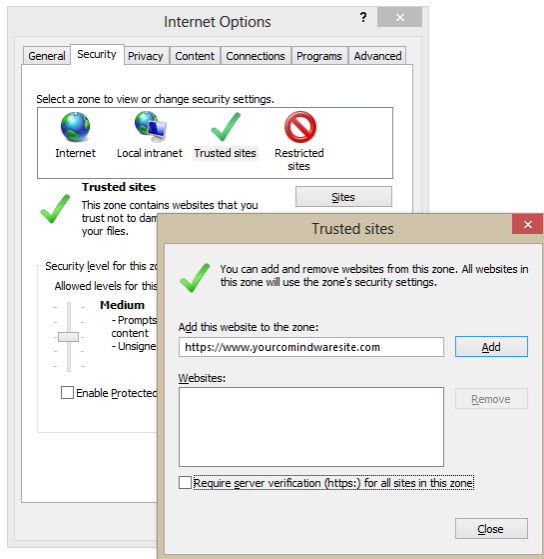 Internet Options
?
General Security Privacy Content Connections Programs Advanced
Select a zone to view or change security settings.
Internet Local intranet Trusted sites Restricted
sites
Trusted sites
Sites
This zone contains websites that you
trust not to dam
your files.
Security level for this zo
Allowed levels for this
Medium
- Prompts
content
- Unsigne
Enable Protected
Trusted sites
You can add and remove websites from this zone. All websites in
this zone will use the zone's security settings.
Add this website to the zone:
https://www.yourcomindwaresite.com Add
Websites:
Remove
Require server verification (https:) for all sites in this zone
Close